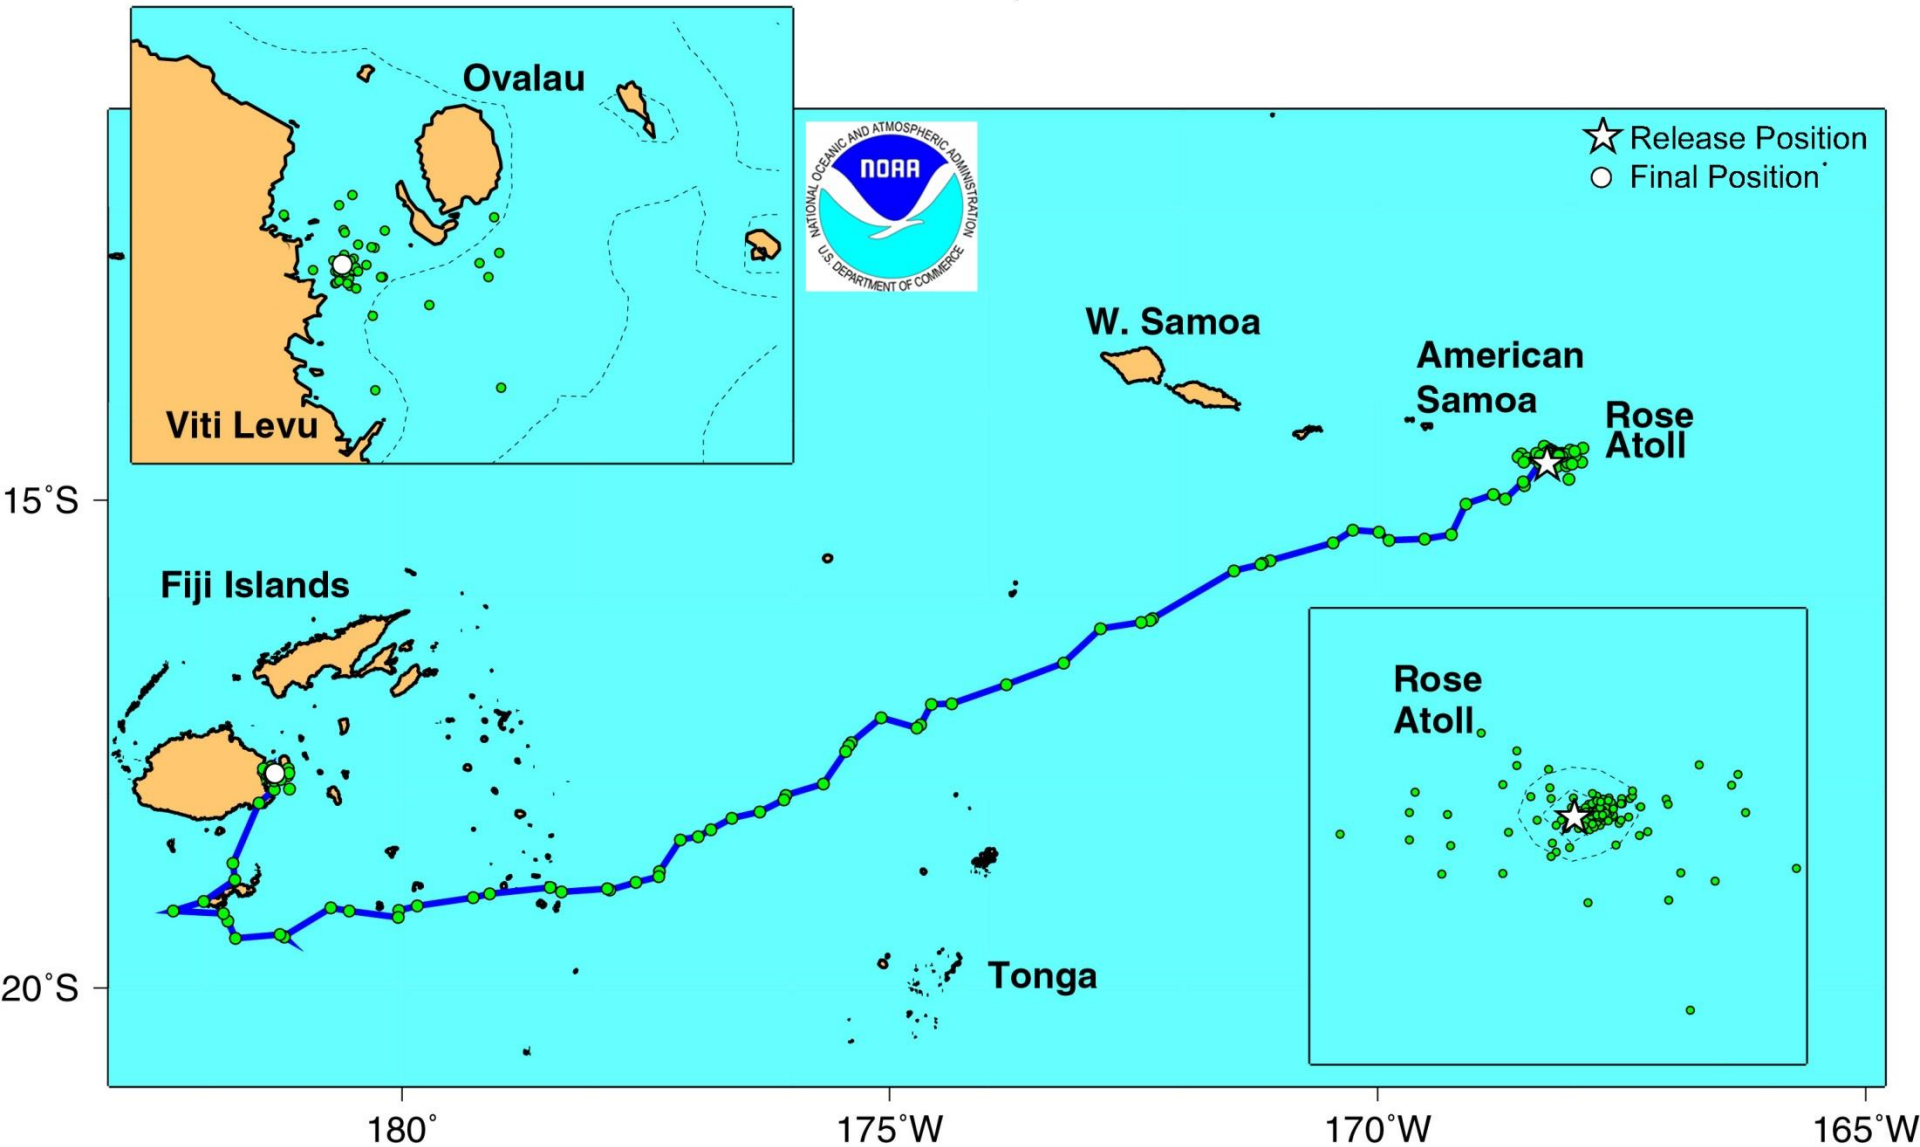 Ovalau
Viti Levu
NATIONAL OCEANIC AND ATMOSPHERIC ADMINISTRATION
NOAA
U.S. DEPARTMENT OF COMMERCE
Release Position
Final Position
W. Samoa
American
Samoa
Rose
Atoll
15°S
Fiji Islands
Rose
Atoll
20°S
Tonga
180°
175°W
170°W
165°W